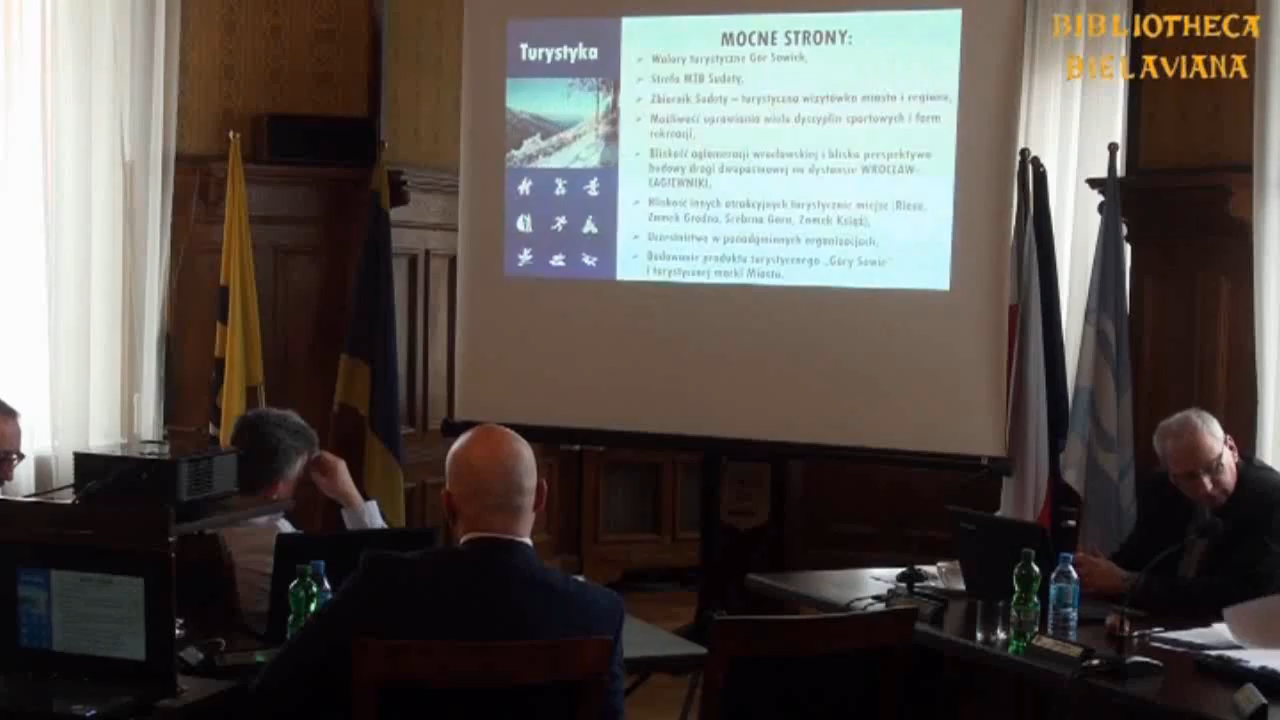 BIBLIOTHECA
BIELAVIANA
Turystyka
MOCNE STRONY:
Walory turystyczne Gór Sowich,
Strefa MTB Sudety,
Zbiornik Sudety – turystyczna wizytówka miasta i regionu,
Możliwość uprawiania wielu dyscyplin sportowych i form
rekreacji,
Bliskość aglomeracji wrocławskiej i bliska perspektywa
budowy drogi dwupasmowej na dystansie WROCŁAW-
ŁAGIEWNIKI,
Bliskość innych atrakcyjnych turystycznie miejsc (Riese,
Zamek Grodno, Srebrna Góra, Zamek Książ),
Uczestnictwo w ponadgminnych organizacjach,
Budowanie produktu turystycznego „Góry Sowie"
i turystycznej marki Miasta.